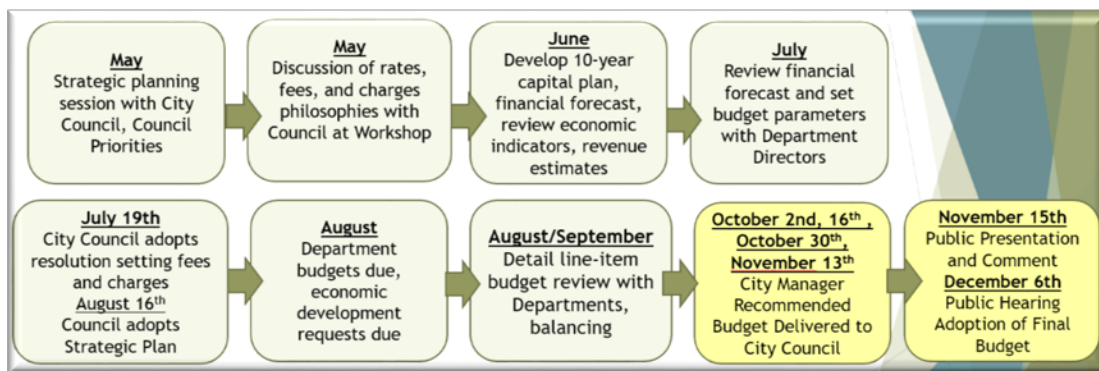 May
Strategic planning
session with City
Council, Council
Priorities
May
Discussion of rates,
fees, and charges
philosophies with
Council at Workshop
June
Develop 10-year
capital plan,
financial forecast,
review economic
indicators, revenue
estimates
July
Review financial
forecast and set
budget parameters
with Department
Directors
July 19th
City Council adopts
resolution setting fees
and charges
August 16th
Council adopts
Strategic Plan
August
Department
budgets due,
economic
development
requests due
August/September
Detail line-item
budget review with
Departments,
balancing
October 2nd, 16th,
October 30th,
November 13th
City Manager
Recommended
Budget Delivered to
City Council
November 15th
Public Presentation
and Comment
December 6th
Public Hearing
Adoption of Final
Budget